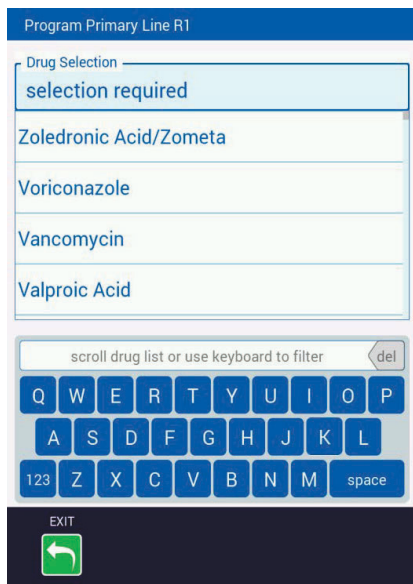 Program Primary Line R1
Drug Selection
selection required
Zoledronic Acid/Zometa
Voriconazole
Vancomycin
Valproic Acid
scroll drug list or use keyboard to filter del
Q W E R T Y U I O P
A S D F G H J K L
123 Z X C V B N M space
EXIT